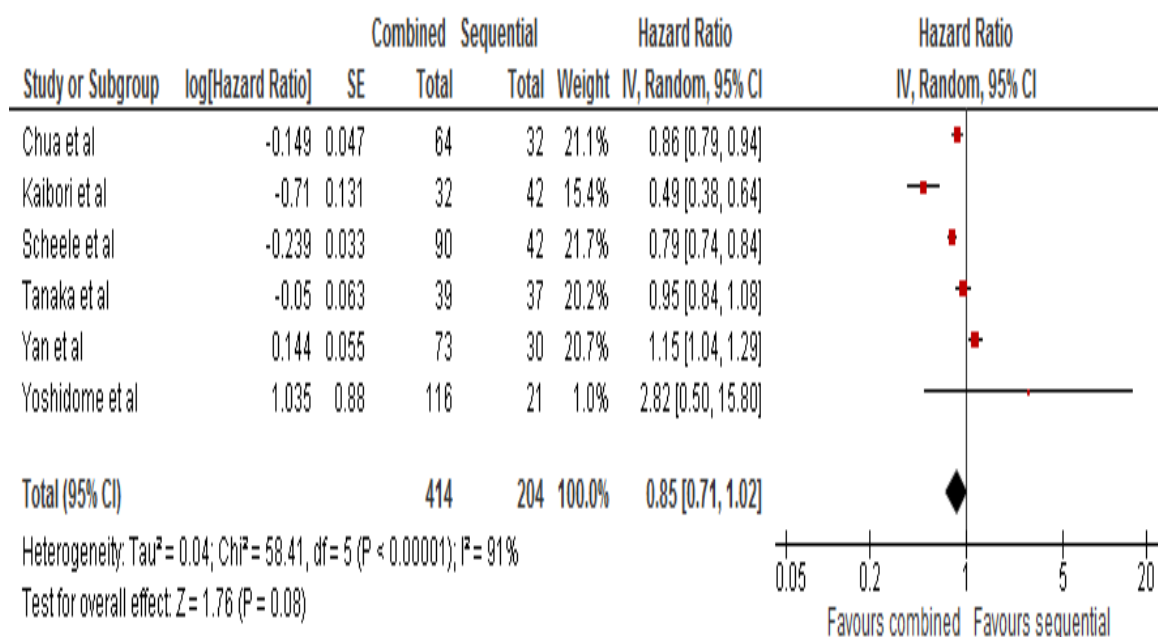 Combined Sequential Hazard Ratio Hazard Ratio
Study or Subgroup log[Hazard Ratio] SE Total Total Weight IV, Random, 95% CI IV, Random, 95% CI
Chua et al -0.149 0.047 64 32 21.1% 0.86 [0.79, 0.94]
Kaibori et al -0.71 0.131 32 42 15.4% 0.49 [0.38, 0.64]
Scheele et al -0.239 0.033 90 42 21.7% 0.79 [0.74, 0.84]
Tanaka et al -0.05 0.063 39 37 20.2% 0.95 [0.84, 1.08]
Yan et al 0.144 0.055 73 30 20.7% 1.15 [1.04, 1.29]
Yoshidome et al 1.035 0.88 116 21 1.0% 2.82 [0.50, 15.80]
Total (95% CI) 414 204 100.0% 0.85 [0.71, 1.02]
Heterogeneity: Tau² = 0.04; Chi² = 58.41, df = 5 (P < 0.00001); I² = 91%
Test for overall effect: Z = 1.76 (P = 0.08)
0.05 0.2 1 5 20
Favours combined Favours sequential